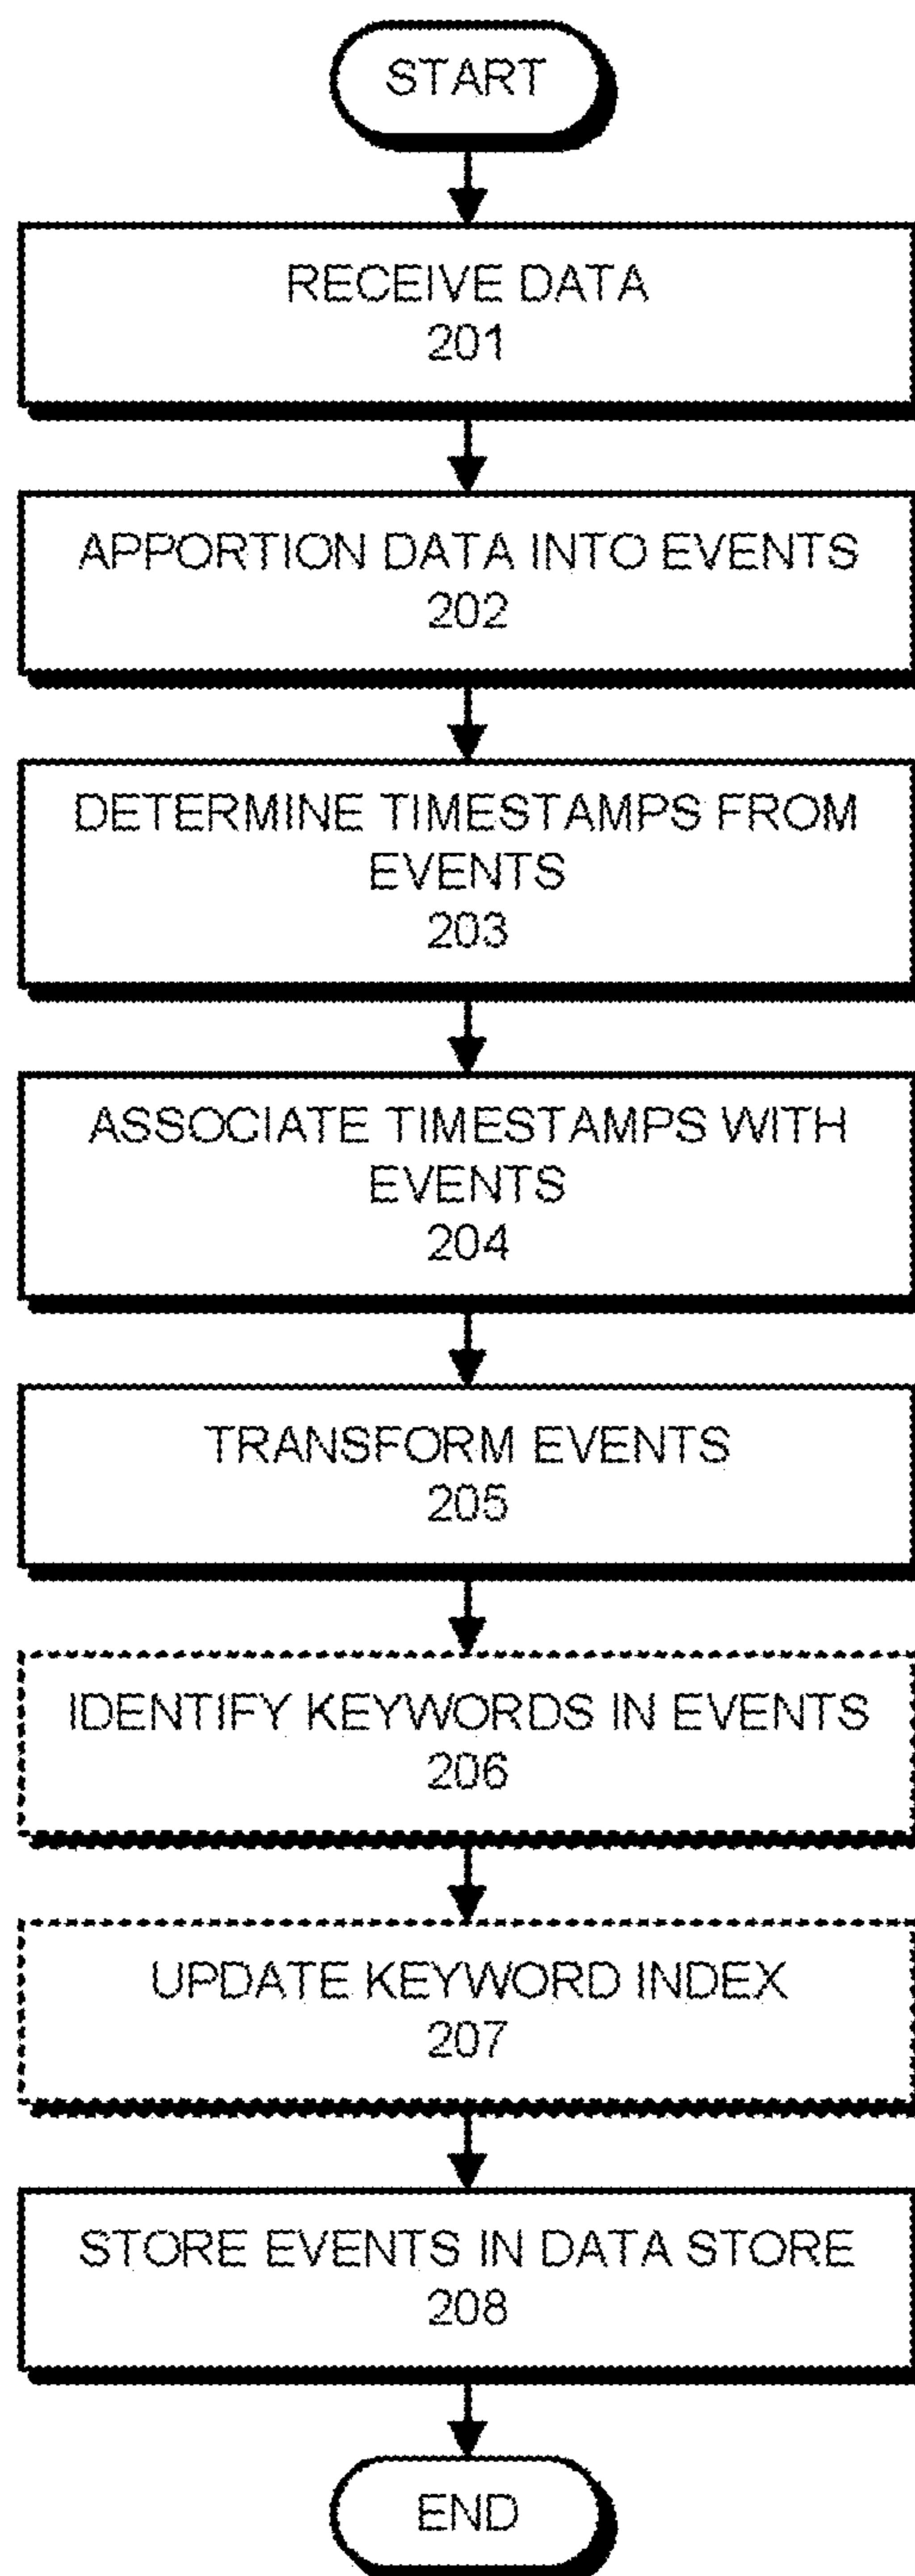 START
RECEIVE DATA
201
APPORTION DATA INTO EVENTS
202
DETERMINE TIMESTAMPS FROM
EVENTS
203
ASSOCIATE TIMESTAMPS WITH
EVENTS
204
TRANSFORM EVENTS
205
IDENTIFY KEYWORDS IN EVENTS
206
UPDATE KEYWORD INDEX
207
STORE EVENTS IN DATA STORE
208
END